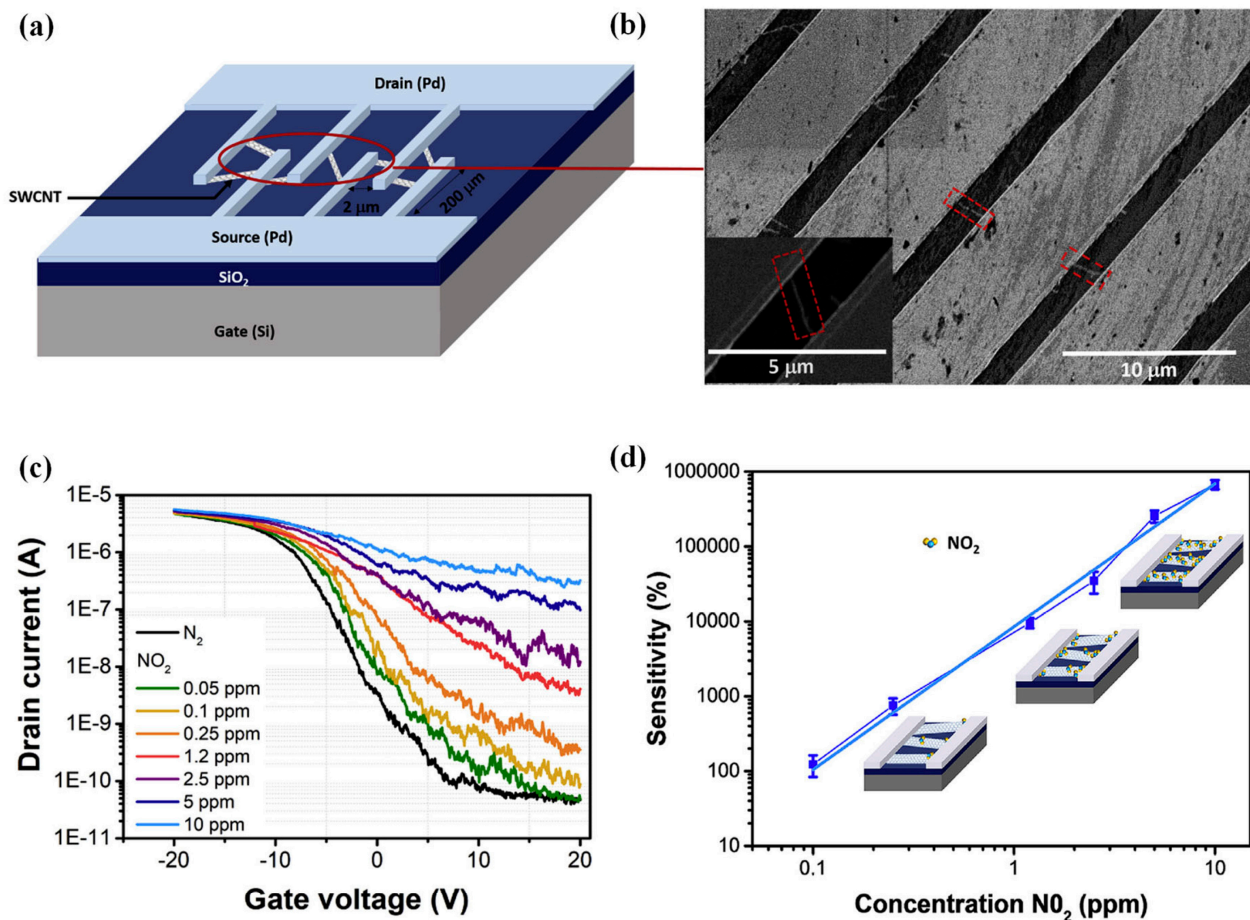 (a)
Drain (Pd)
SWCNT
2 μm
200 μm
Source (Pd)
SiO₂
Gate (Si)
(b)
5 μm
10 μm
(c)
Drain current (A)
1E-5
1E-6
1E-7
1E-8
1E-9
1E-10
1E-11
N₂
NO₂
0.05 ppm
0.1 ppm
0.25 ppm
1.2 ppm
2.5 ppm
5 ppm
10 ppm
-20
-10
0
10
20
Gate voltage (V)
(d)
Sensitivity (%)
1000000
100000
10000
1000
100
10
NO₂
0.1
1
10
Concentration N0₂ (ppm)